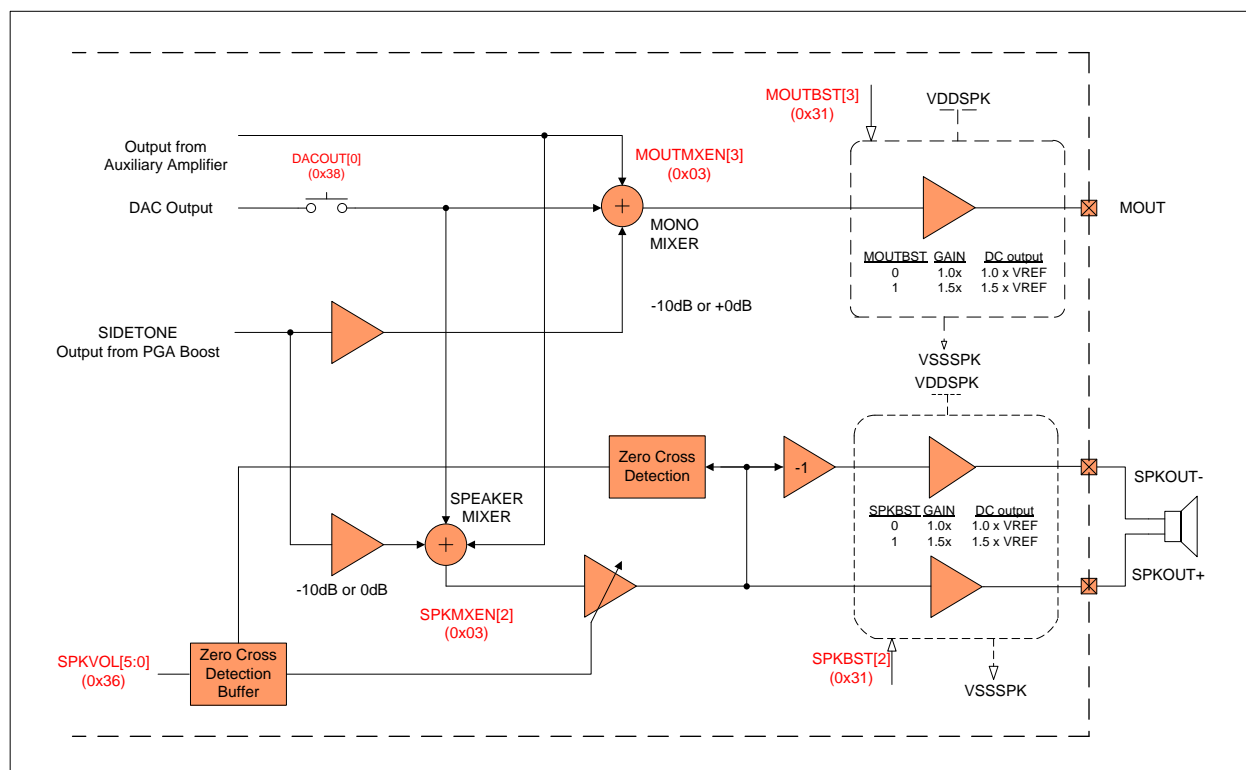 MOUTBST[3]
(0x31)
VDDSPK
Output from
Auxiliary Amplifier
DACOUT[0]
(0x38)
MOUTMXEN[3]
(0x03)
DAC Output
+
MONO
MIXER
MOUT
MOUTBST GAIN DC output
0 1.0x 1.0 x VREF
1 1.5x 1.5 x VREF
-10dB or +0dB
SIDETONE
Output from PGA Boost
VSSSPK
VDDSPK
Zero Cross
Detection
-1
SPKOUT-
SPEAKER
MIXER
+
SPKBST GAIN DC output
0 1.0x 1.0 x VREF
1 1.5x 1.5 x VREF
SPKOUT+
-10dB or 0dB
SPKMXEN[2]
(0x03)
SPKVOL[5:0]
(0x36)
Zero Cross
Detection
Buffer
SPKBST[2]
(0x31)
VSSSPK